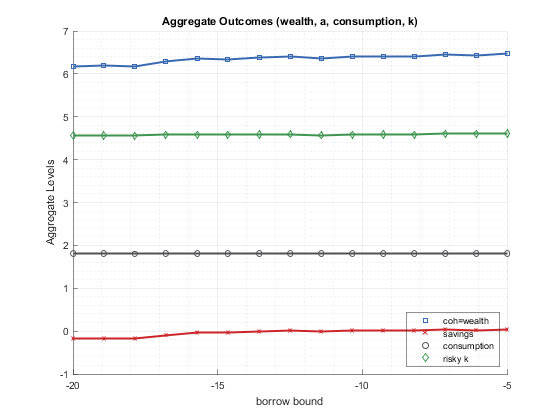 Aggregate Outcomes (wealth, a, consumption, k)
7
6
5
4
3
2
1
0
-1
Aggregate Levels
coh=wealth
savings
consumption
risky k
-20
-15
-10
-5
borrow bound